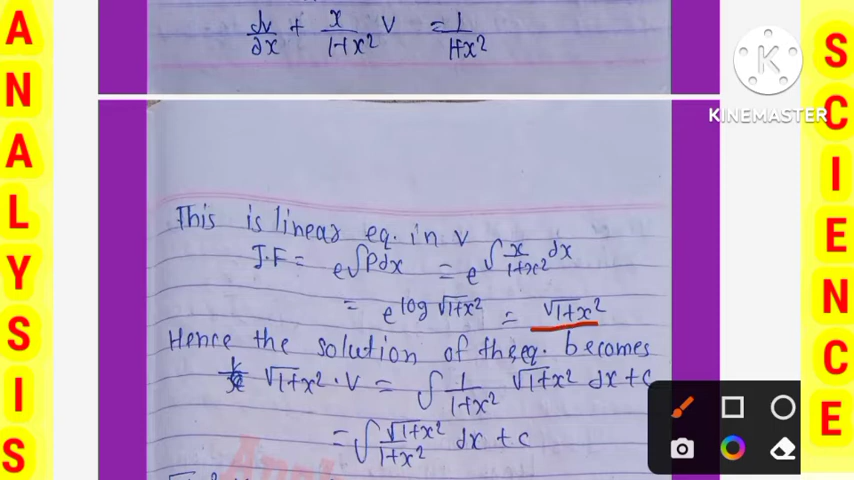 A
N
A
L
Y
S
I
S
dv/dx + x/1+x² V = 1/1+x²
This is linear eq. in V
I.F = e∫Pdx = e∫ x/1+x² dx
= e log √1+x² = √1+x²
Hence the solution of the eq. becomes
√1+x² · V = ∫ 1/1+x² √1+x² dx + c
= ∫ √1+x²/1+x² dx + c
KINEMASTER
S
C
I
E
N
C
E